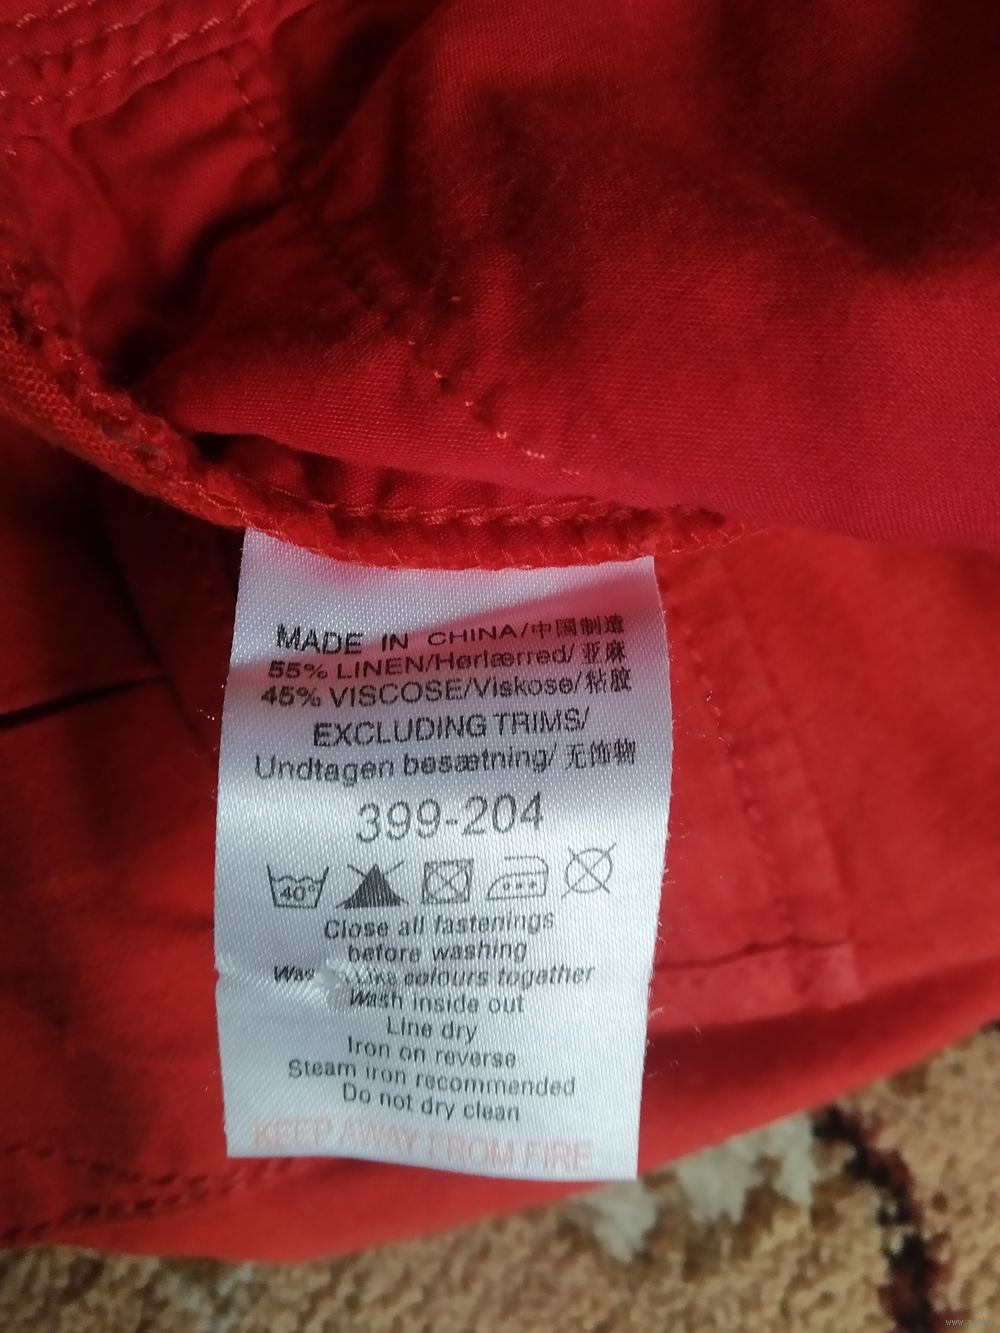 MADE IN CHINA/中国制造
55% LINEN/Hørlærred/亚麻
45% VISCOSE/Viskose/粘胶
EXCLUDING TRIMS/
Undtagen besætning/无饰物
399-204
40°
Close all fastenings
before washing
colours together
Wash inside out
Line dry
Iron on reverse
Steam iron recommended
Do not dry clean
KEEP AWAY FROM FIRE